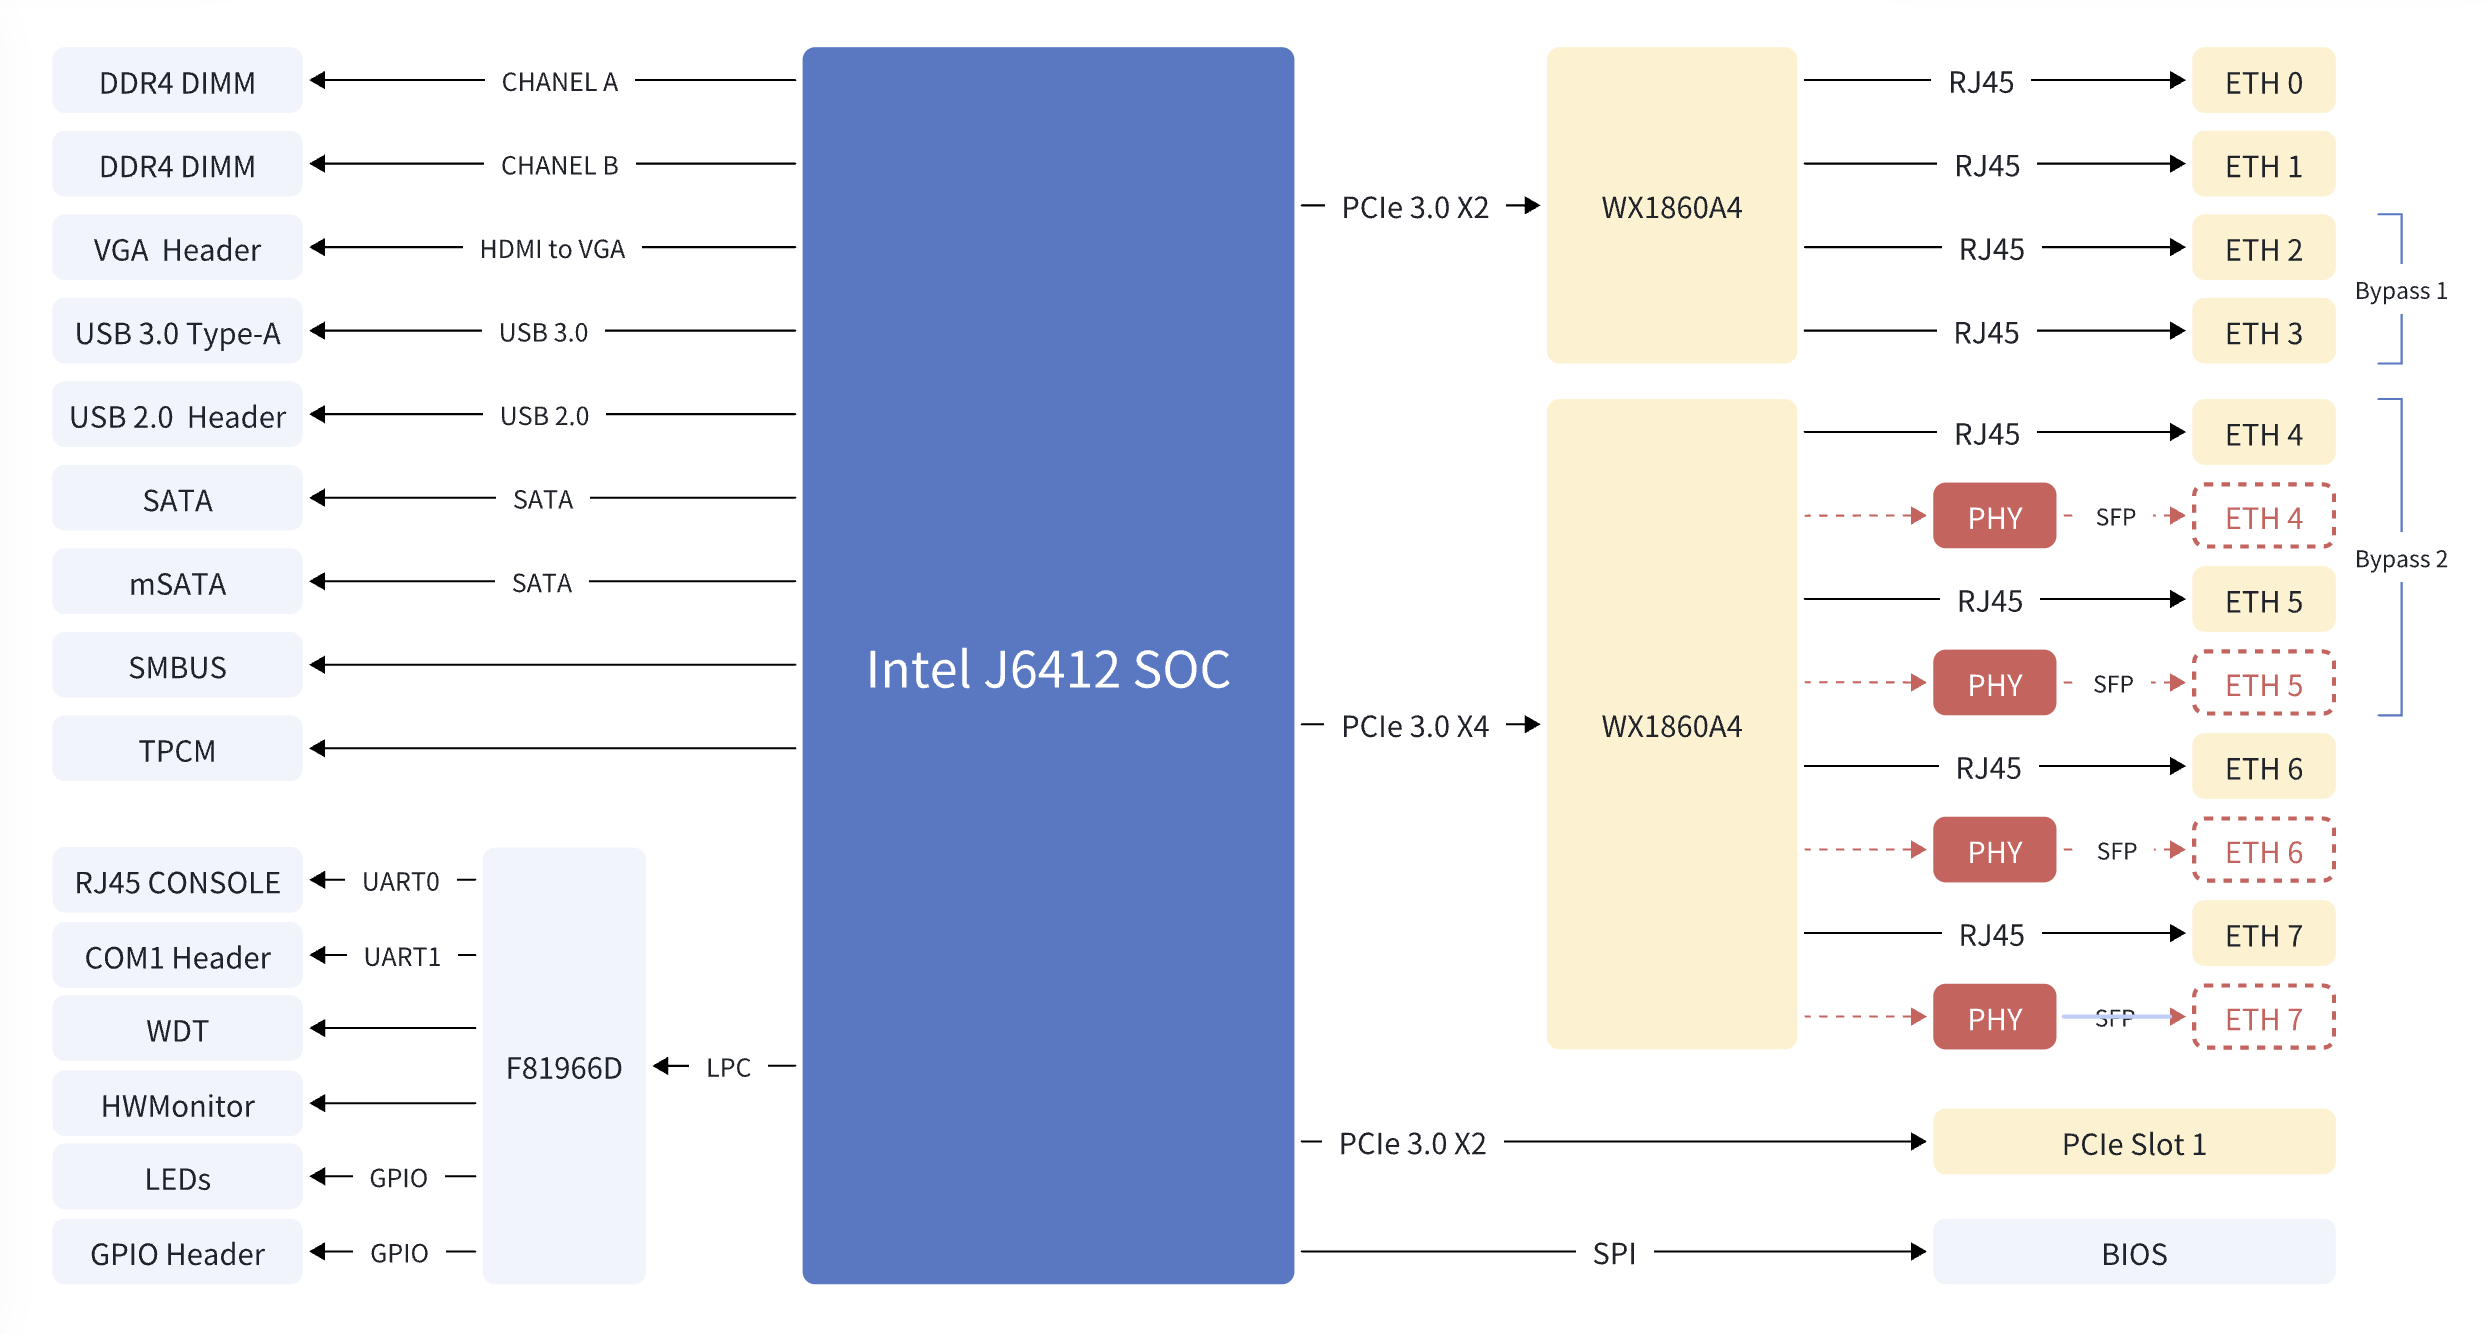 DDR4 DIMM
CHANEL A
DDR4 DIMM
CHANEL B
VGA  Header
HDMI to VGA
USB 3.0 Type-A
USB 3.0
USB 2.0  Header
USB 2.0
SATA
SATA
mSATA
SATA
SMBUS
TPCM
RJ45 CONSOLE
UART0
COM1 Header
UART1
WDT
HWMonitor
LEDs
GPIO
GPIO Header
GPIO
F81966D
LPC
Intel J6412 SOC
PCIe 3.0 X2
WX1860A4
RJ45
ETH 0
RJ45
ETH 1
RJ45
ETH 2
RJ45
ETH 3
Bypass 1
PCIe 3.0 X4
WX1860A4
RJ45
ETH 4
PHY
SFP
ETH 4
RJ45
ETH 5
PHY
SFP
ETH 5
Bypass 2
RJ45
ETH 6
PHY
SFP
ETH 6
RJ45
ETH 7
PHY
SFP
ETH 7
PCIe 3.0 X2
PCIe Slot 1
SPI
BIOS